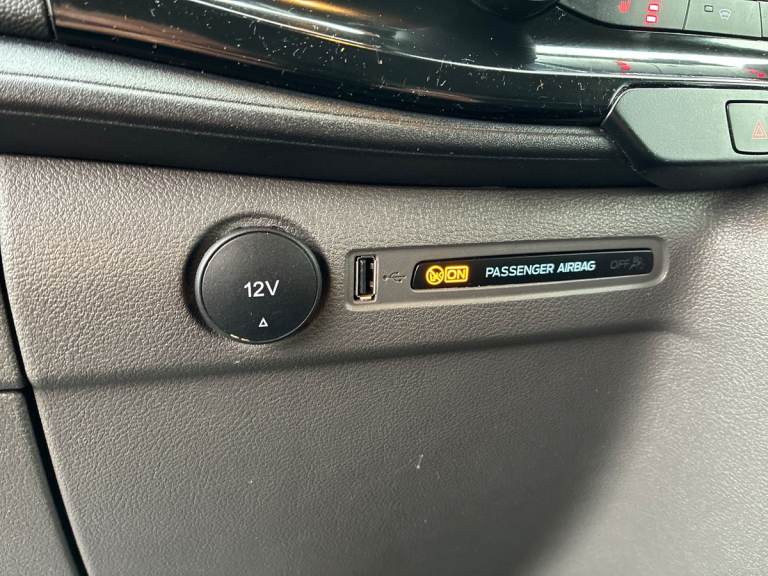 12V
ON PASSENGER AIRBAG OFF